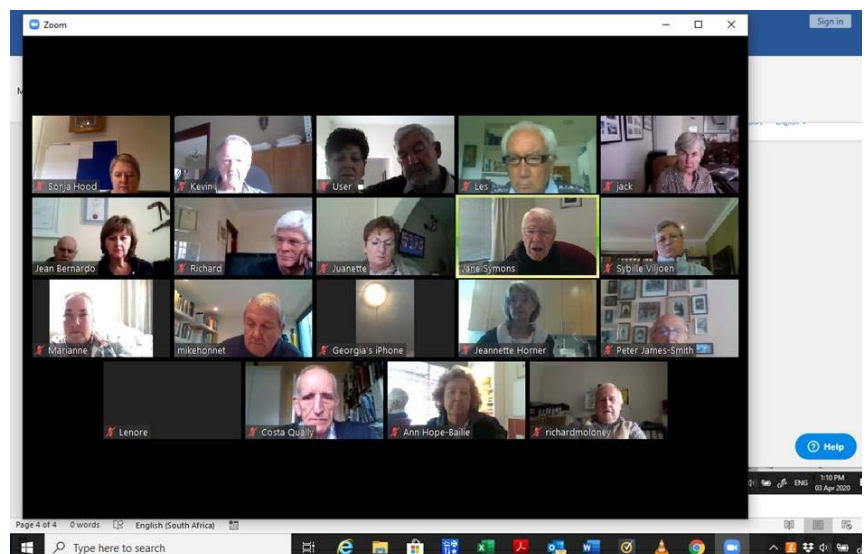 Zoom
Sign in
Sonja Hood
Kevin
User
Les
jack
Jean Bernardo
Richard
Juanette
Jane Symons
Sybille Viljoen
Marianne
mikehonnet
Georgia's iPhone
Jeannette Horner
Peter James-Smith
Lenore
Costa Qually
Ann Hope-Bailie
richardmoloney
Help
ENG
1:10 PM
03 Apr 2020
Page 4 of 4 0 words English (South Africa)
Type here to search
ENG